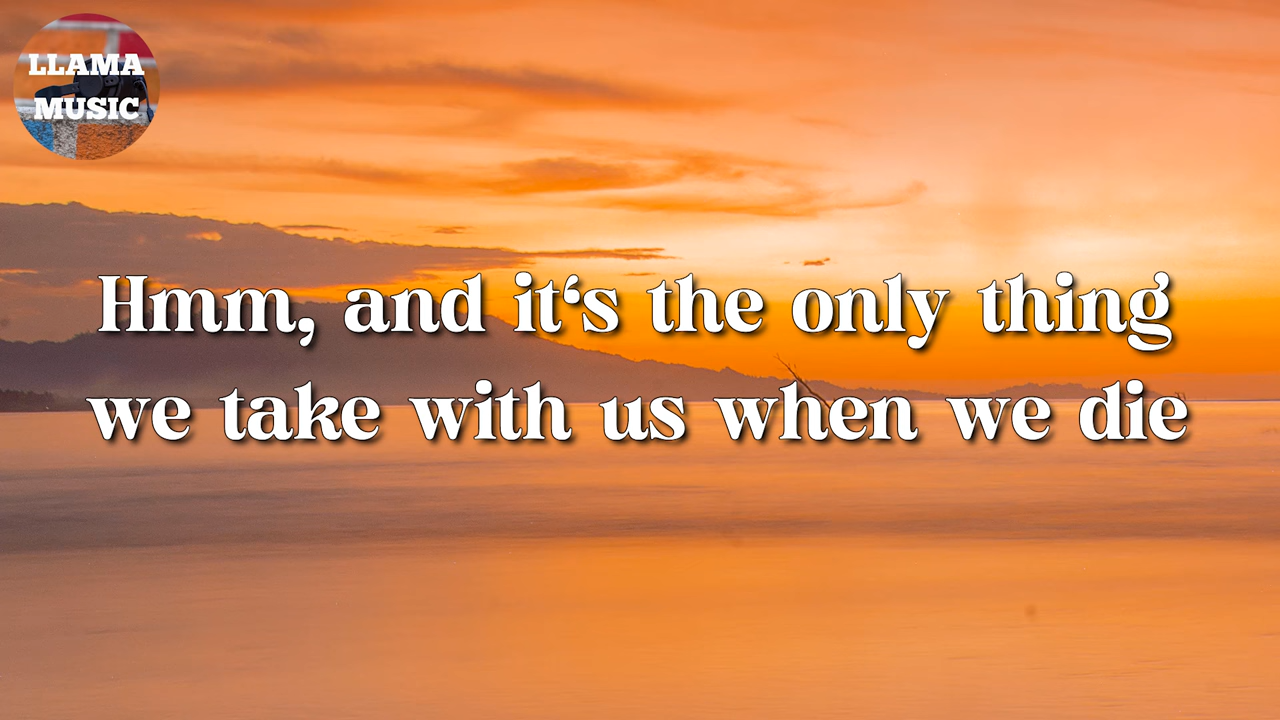 LLAMA
MUSIC
Hmm, and it‘s the only thing
we take with us when we die